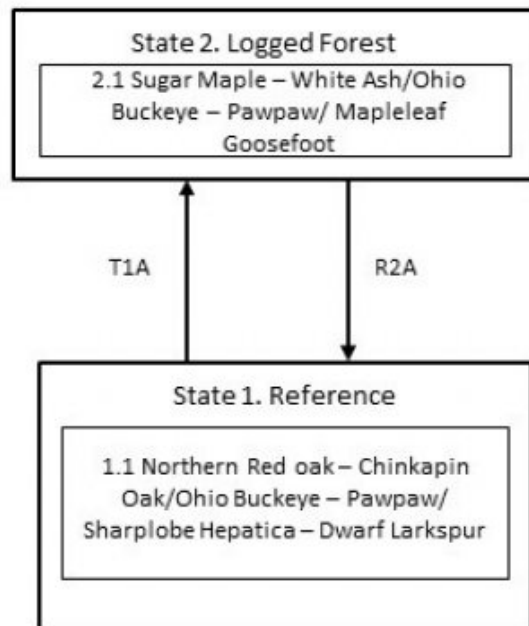 State 2. Logged Forest
2.1 Sugar Maple – White Ash/Ohio
Buckeye – Pawpaw/ Mapleleaf
Goosefoot
T1A
R2A
State 1. Reference
1.1 Northern Red oak – Chinkapin
Oak/Ohio Buckeye – Pawpaw/
Sharplobe Hepatica – Dwarf Larkspur